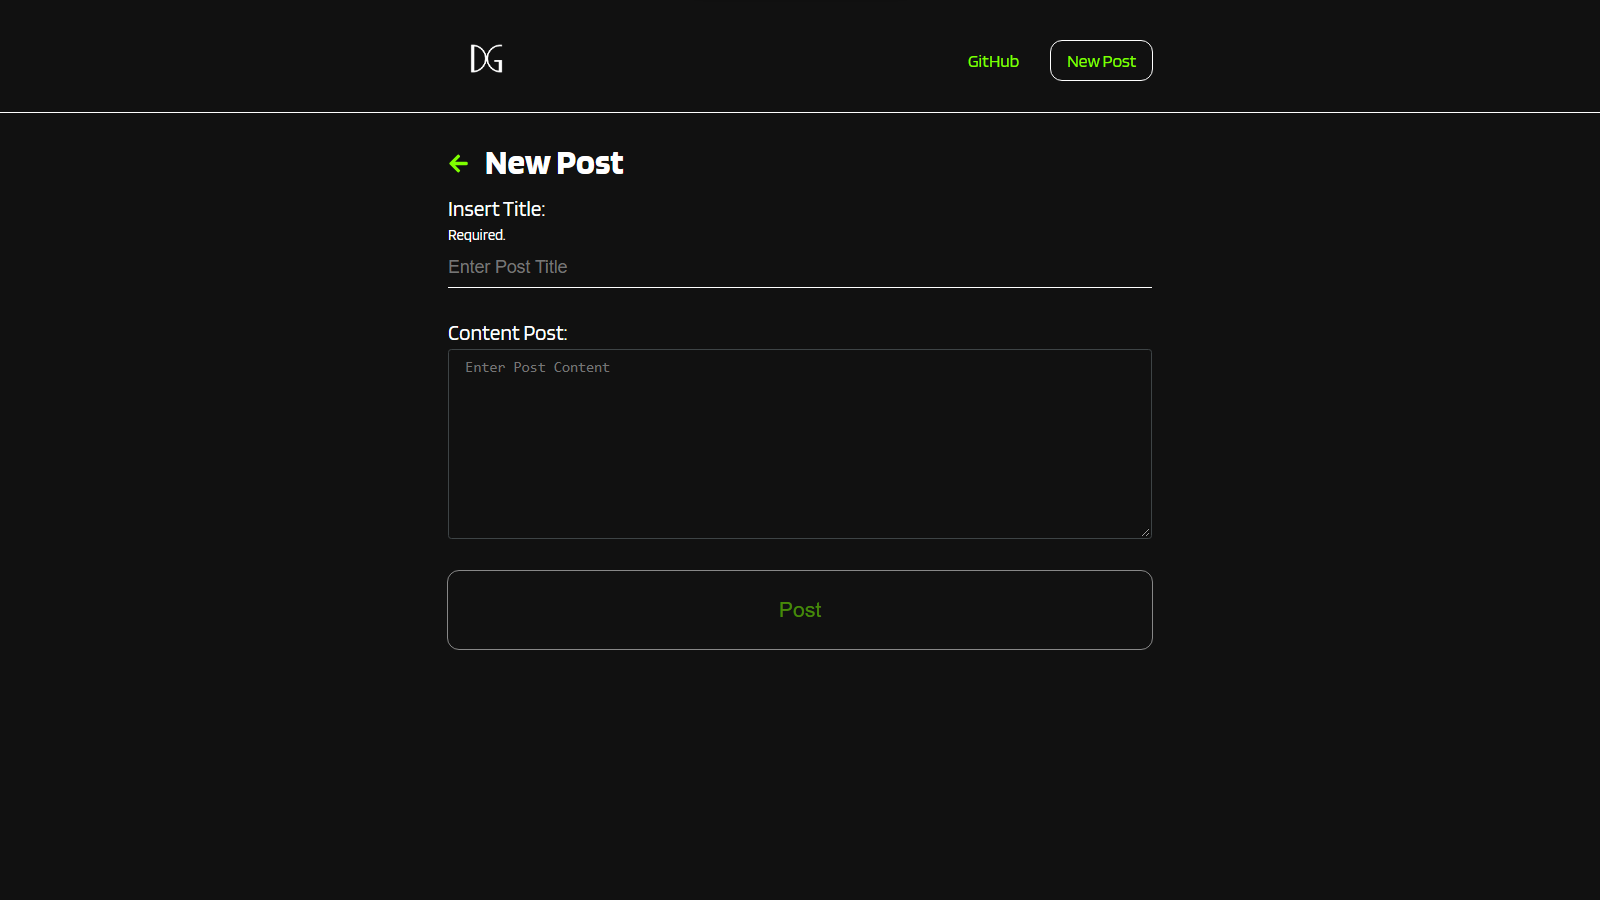 DG
GitHub
New Post
New Post
Insert Title:
Required.
Enter Post Title
Content Post:
Enter Post Content
Post